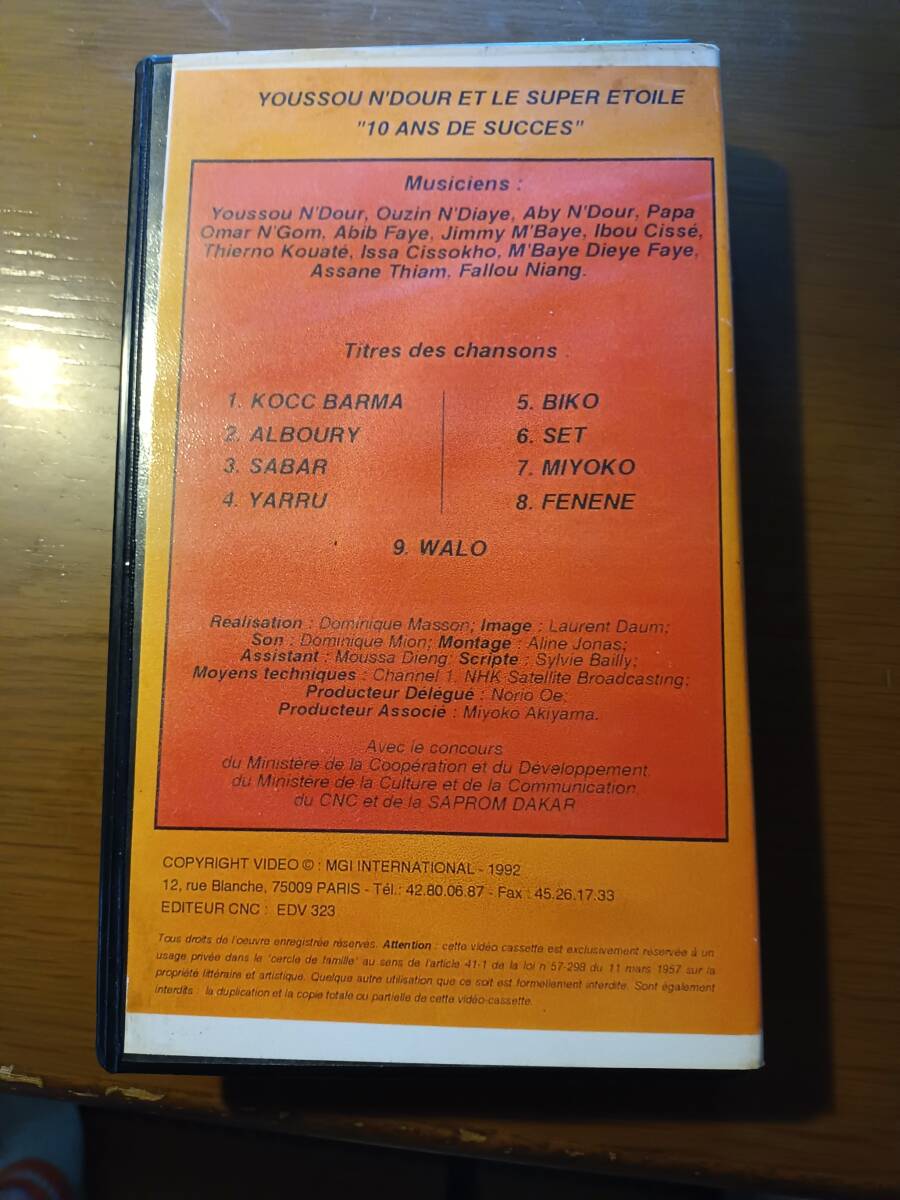 YOUSSOU N'DOUR ET LE SUPER ETOILE
"10 ANS DE SUCCES"
Musiciens :
Youssou N'Dour, Ouzin N'Diaye, Aby N'Dour, Papa
Omar N'Gom, Abib Faye, Jimmy M'Baye, Ibou Cissé,
Thierno Kouaté, Issa Cissokho, M'Baye Dieye Faye,
Assane Thiam, Fallou Niang.
Titres des chansons :
1. KOCC BARMA
2. ALBOURY
3. SABAR
4. YARRU
5. BIKO
6. SET
7. MIYOKO
8. FENENE
9. WALO
Réalisation : Dominique Masson; Image : Laurent Daum;
Son : Dominique Mion; Montage : Aline Jonas;
Assistant : Moussa Dieng; Scripte : Sylvie Bailly;
Moyens techniques : Channel 1, NHK Satellite Broadcasting;
Producteur Délégué : Norio Oe;
Producteur Associé : Miyoko Akiyama.
Avec le concours
du Ministère de la Coopération et du Développement,
du Ministère de la Culture et de la Communication,
du CNC et de la SAPROM DAKAR
COPYRIGHT VIDEO © : MGI INTERNATIONAL - 1992
12, rue Blanche, 75009 PARIS - Tél.: 42.80.06.87 - Fax : 45.26.17.33
EDITEUR CNC : EDV 323
Tous droits de l'oeuvre enregistrée réservés. Attention : cette vidéo cassette est exclusivement réservée à un
usage privée dans le 'cercle de famille' au sens de l'article 41-1 de la loi n 57-298 du 11 mars 1957 sur la
propriété littéraire et artistique. Quelque autre utilisation que ce soit est formellement interdite. Sont également
interdits : la duplication et la copie totale ou partielle de cette vidéo-cassette.